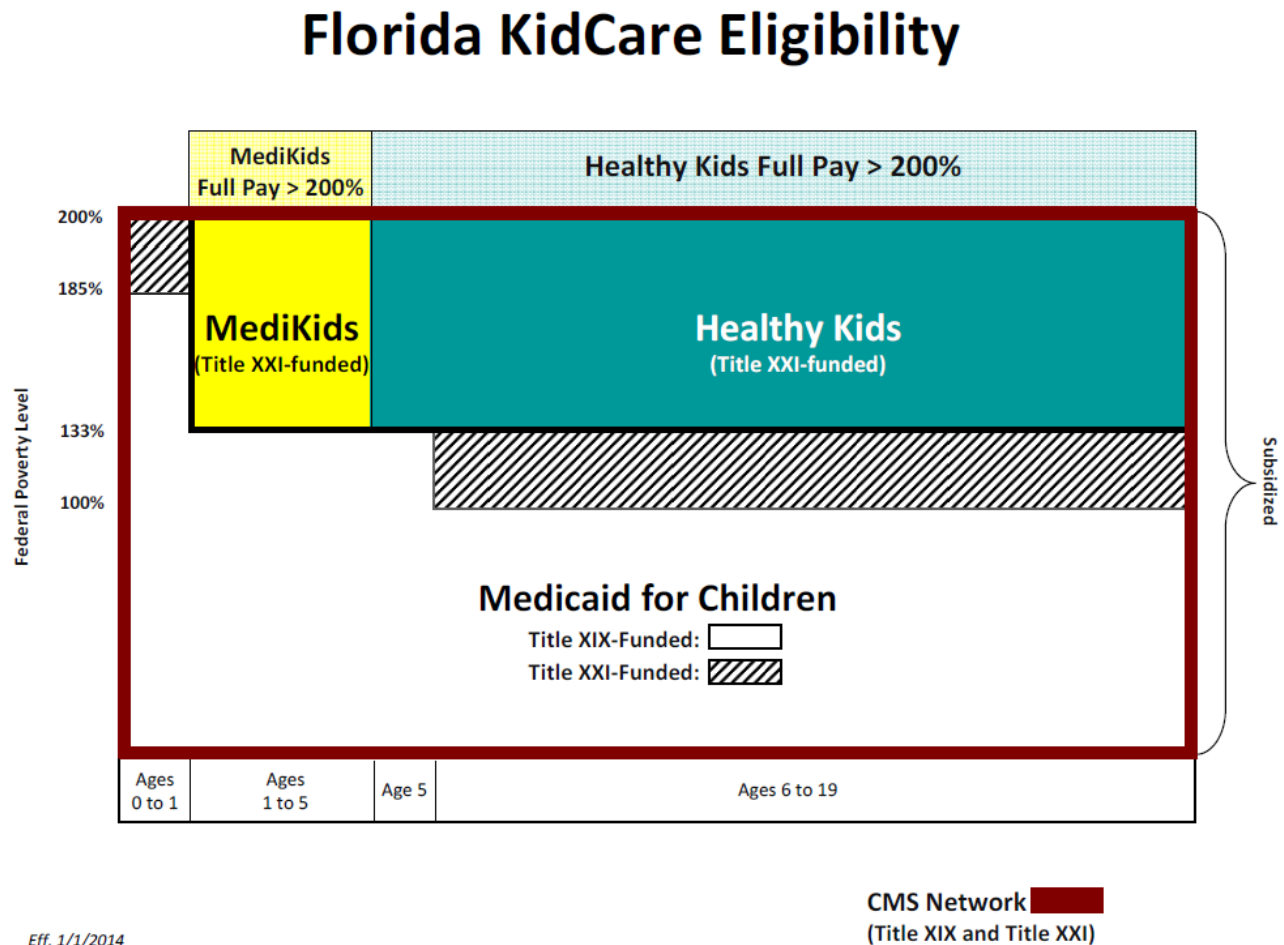 Florida KidCare Eligibility
MediKids
Full Pay > 200%
Healthy Kids Full Pay > 200%
200%
185%
133%
100%
Federal Poverty Level
MediKids
(Title XXI-funded)
Healthy Kids
(Title XXI-funded)
Subsidized
Medicaid for Children
Title XIX-Funded:
Title XXI-Funded:
Ages
0 to 1
Ages
1 to 5
Age 5
Ages 6 to 19
CMS Network
(Title XIX and Title XXI)
Eff. 1/1/2014